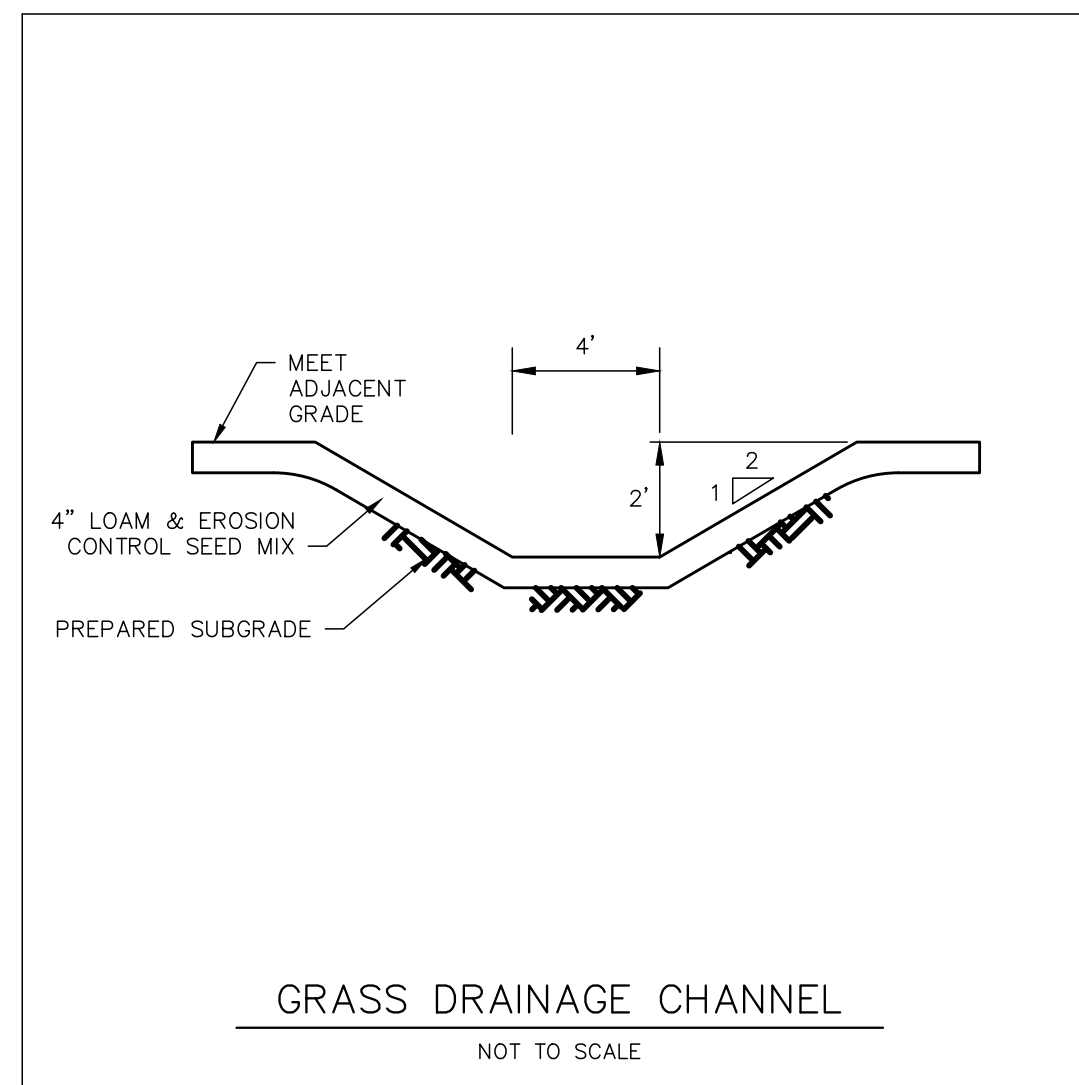 4'
MEET
ADJACENT
GRADE
2
1
2'
4" LOAM & EROSION
CONTROL SEED MIX
PREPARED SUBGRADE
GRASS DRAINAGE CHANNEL
NOT TO SCALE